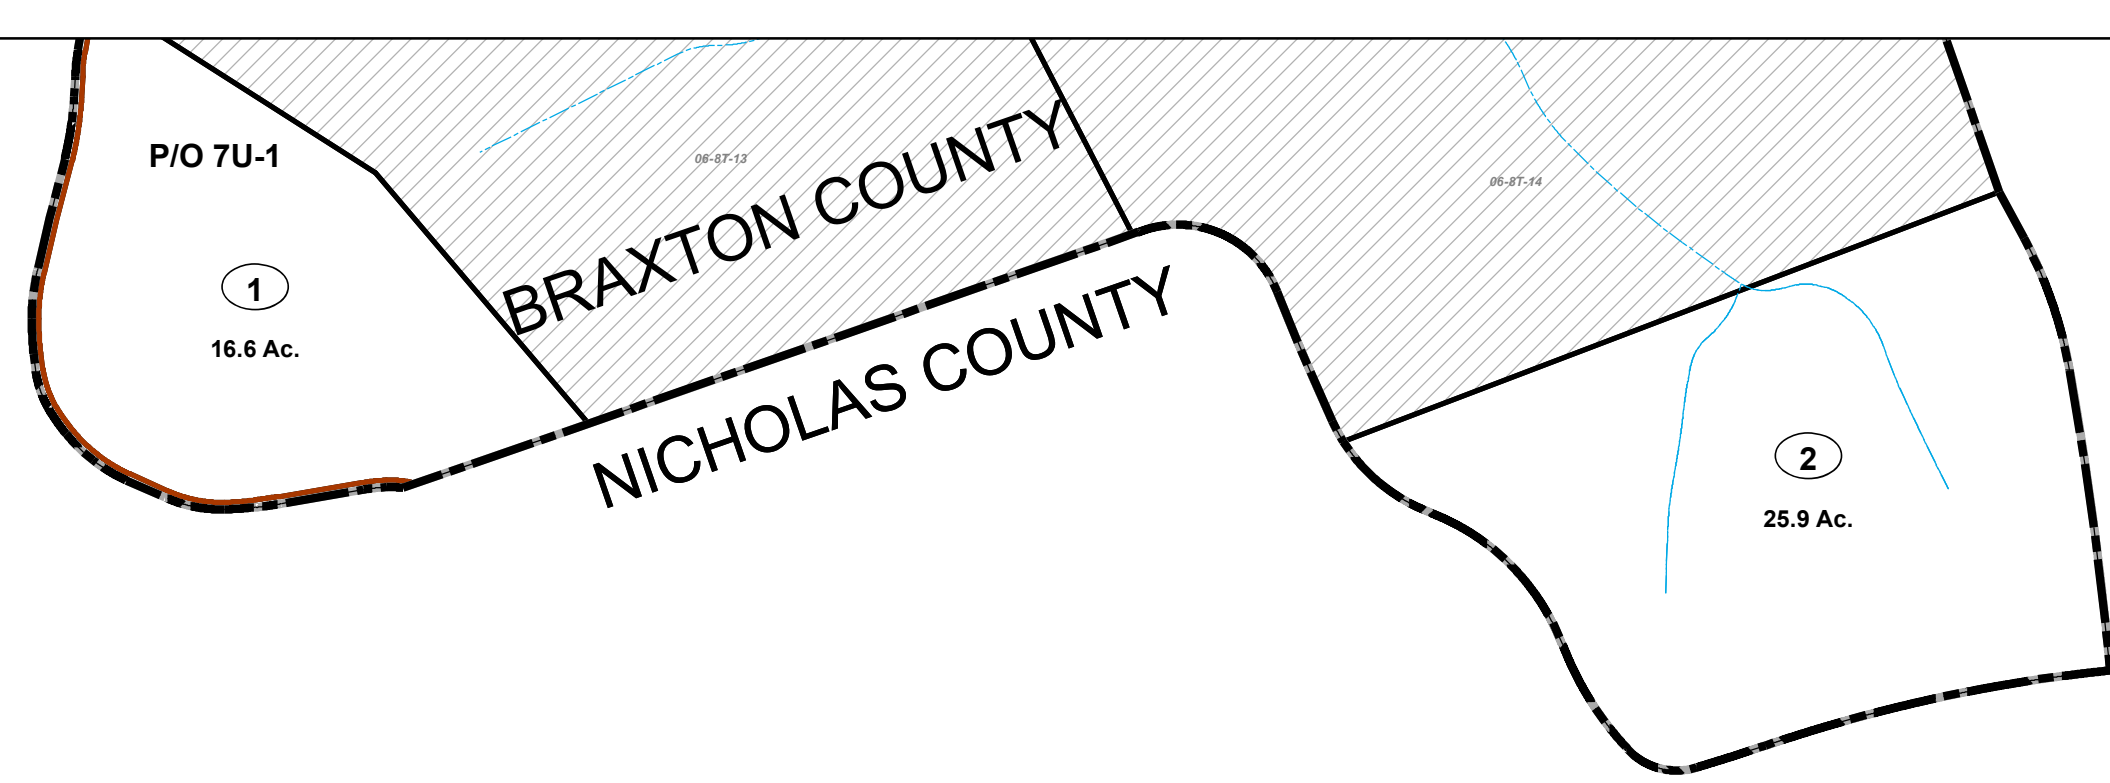 P/O 7U-1
1
16.6 Ac.
06-8T-13
BRAXTON COUNTY
NICHOLAS COUNTY
06-8T-14
2
25.9 Ac.